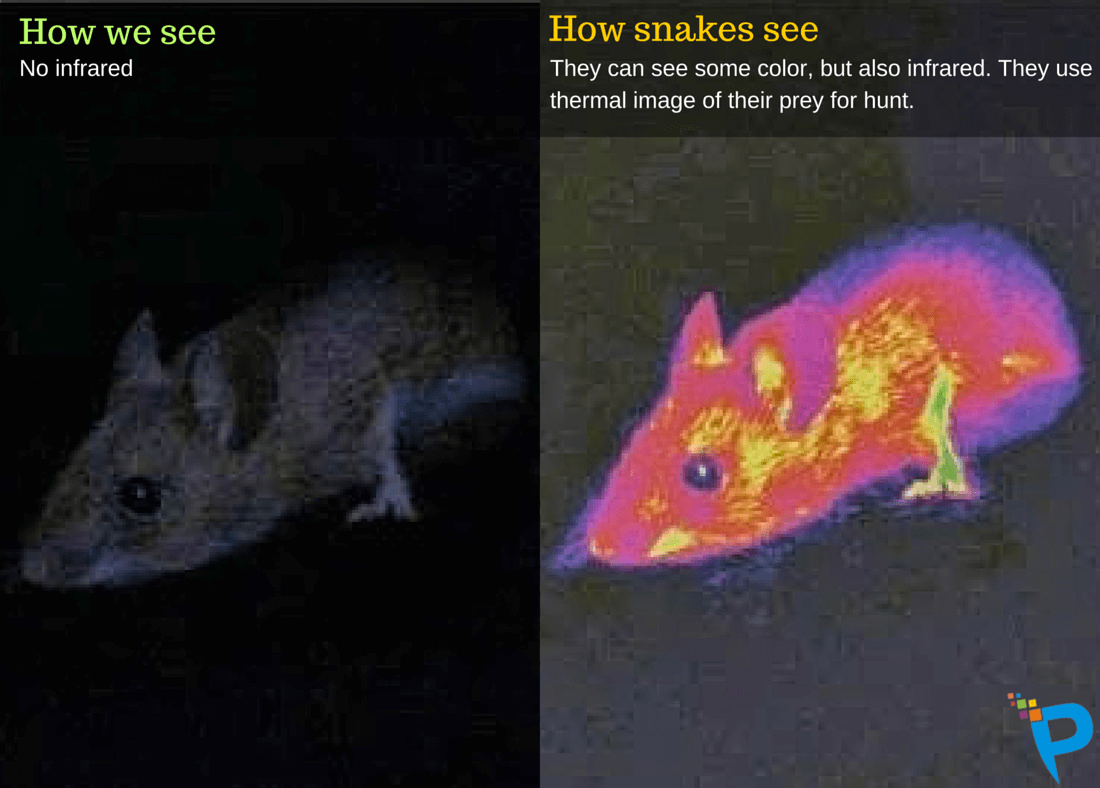 How we see
No infrared
How snakes see
They can see some color, but also infrared. They use
thermal image of their prey for hunt.